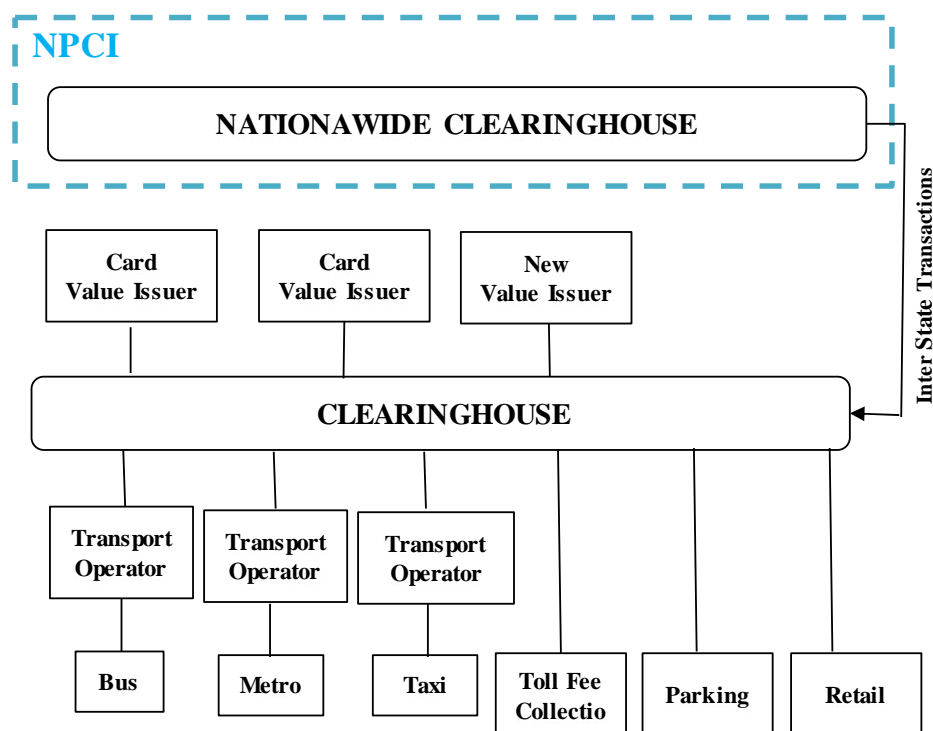 NPCI
NATIONAWIDE CLEARINGHOUSE
Inter State Transactions
Card
Value Issuer
Card
Value Issuer
New
Value Issuer
CLEARINGHOUSE
Transport
Operator
Transport
Operator
Transport
Operator
Bus
Metro
Taxi
Toll Fee
Collectio
Parking
Retail